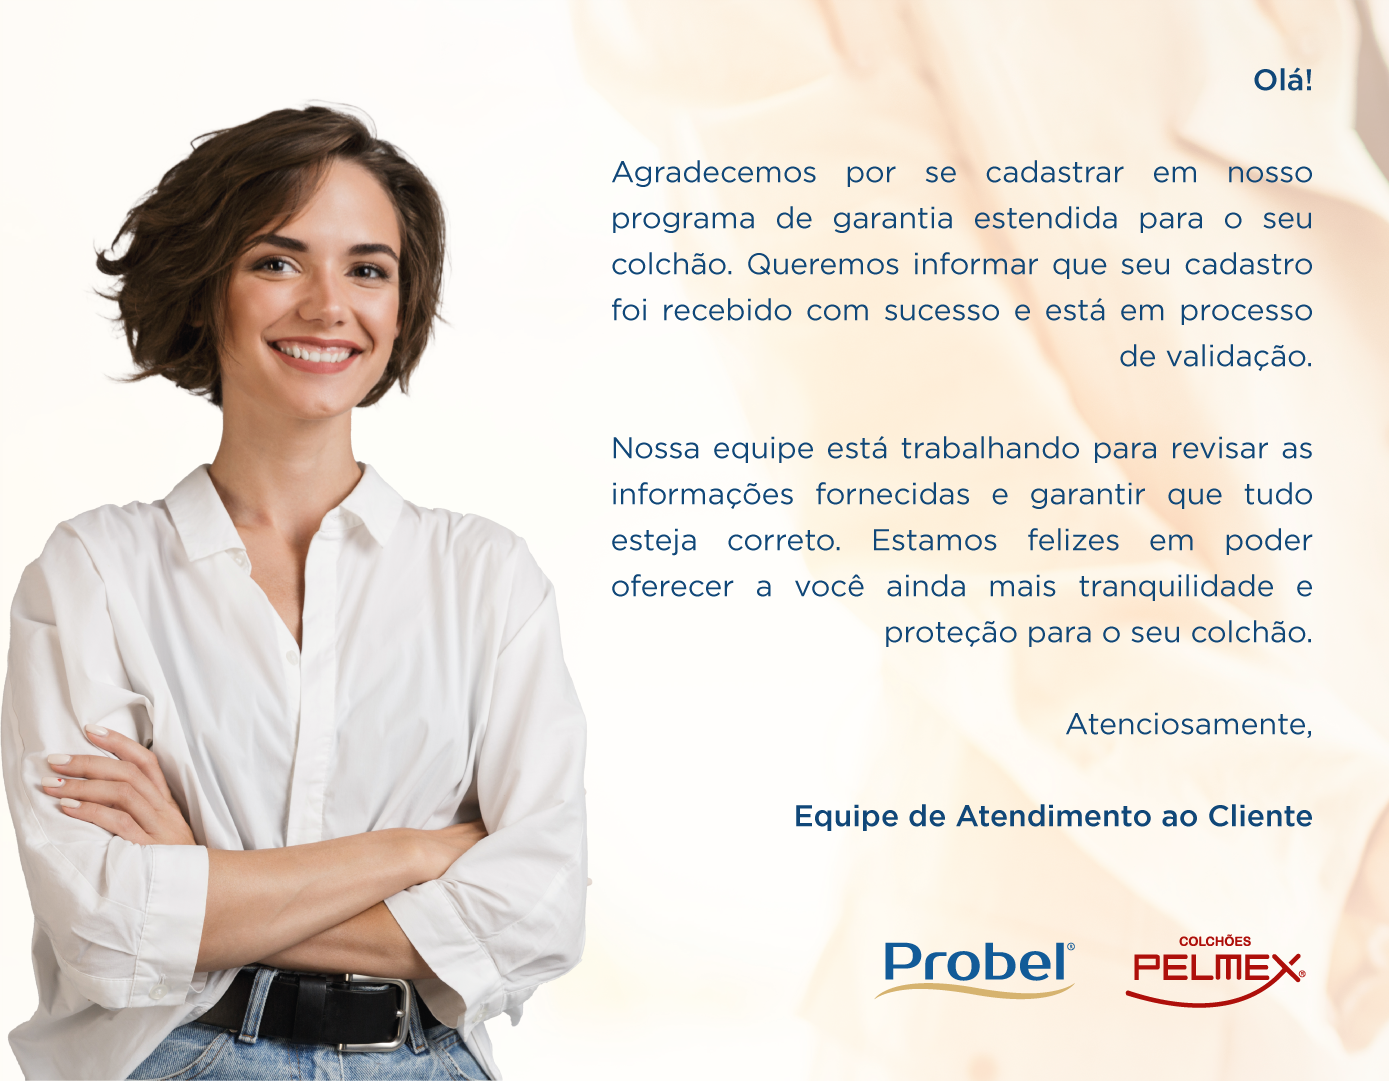 Olá!
Agradecemos por se cadastrar em nosso
programa de garantia estendida para o seu
colchão. Queremos informar que seu cadastro
foi recebido com sucesso e está em processo
de validação.
Nossa equipe está trabalhando para revisar as
informações fornecidas e garantir que tudo
esteja correto. Estamos felizes em poder
oferecer a você ainda mais tranquilidade e
proteção para o seu colchão.
Atenciosamente,
Equipe de Atendimento ao Cliente
Probel®
COLCHÕES
PELMEX®